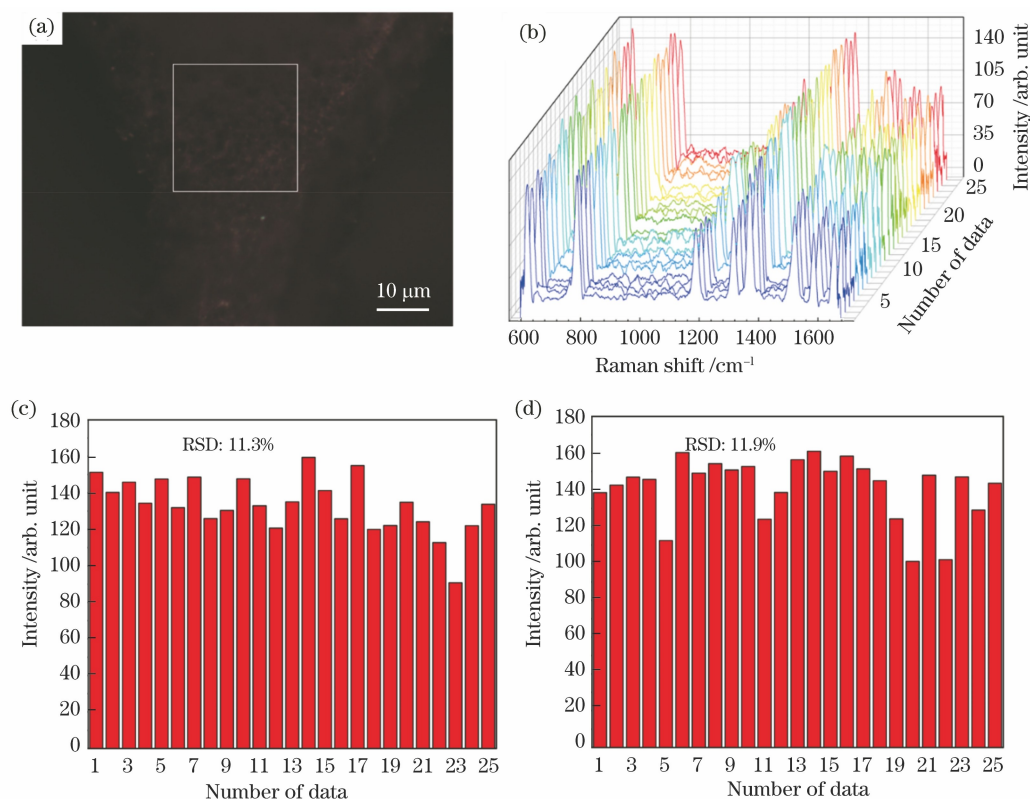 (a)
10 μm
(b)
140
105
70
35
0
Intensity /arb. unit
25
20
15
10
5
Number of data
600 800 1000 1200 1400 1600
Raman shift /cm⁻¹
(c)
180
160
140
120
100
80
60
40
20
0
Intensity /arb. unit
RSD: 11.3%
1 3 5 7 9 11 13 15 17 19 21 23 25
Number of data
(d)
180
160
140
120
100
80
60
40
20
0
Intensity /arb. unit
RSD: 11.9%
1 3 5 7 9 11 13 15 17 19 21 23 25
Number of data